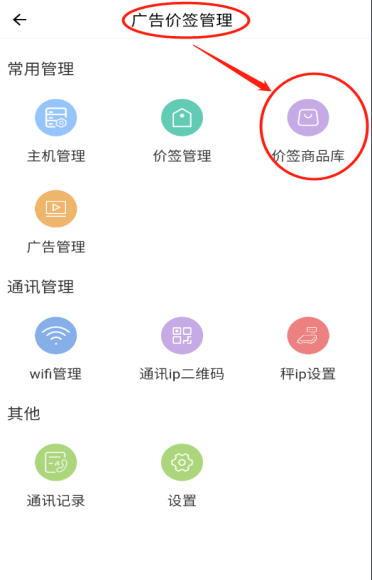 广告价签管理
常用管理
主机管理 价签管理 价签商品库
广告管理
通讯管理
wifi管理 通讯ip二维码 秤ip设置
其他
通讯记录 设置